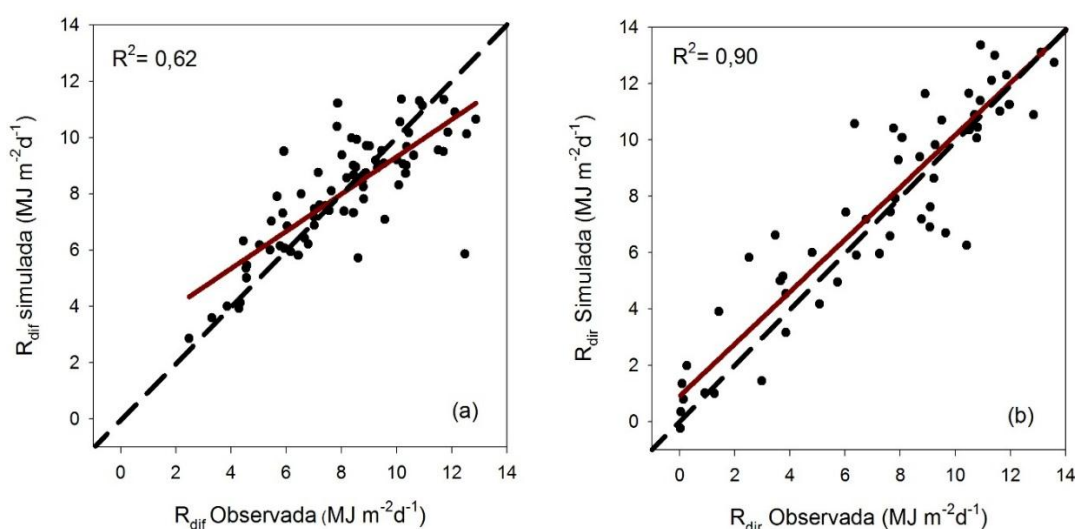 14
12
10
8
6
4
2
0
R²= 0,62
(a)
0 2 4 6 8 10 12 14
R_dif simulada (MJ m⁻²d⁻¹)
R_dif Observada (MJ m⁻²d⁻¹)
14
12
10
8
6
4
2
0
R²= 0,90
(b)
0 2 4 6 8 10 12 14
R_dir Simulada (MJ m⁻²d⁻¹)
R_dir Observada (MJ m⁻²d⁻¹)